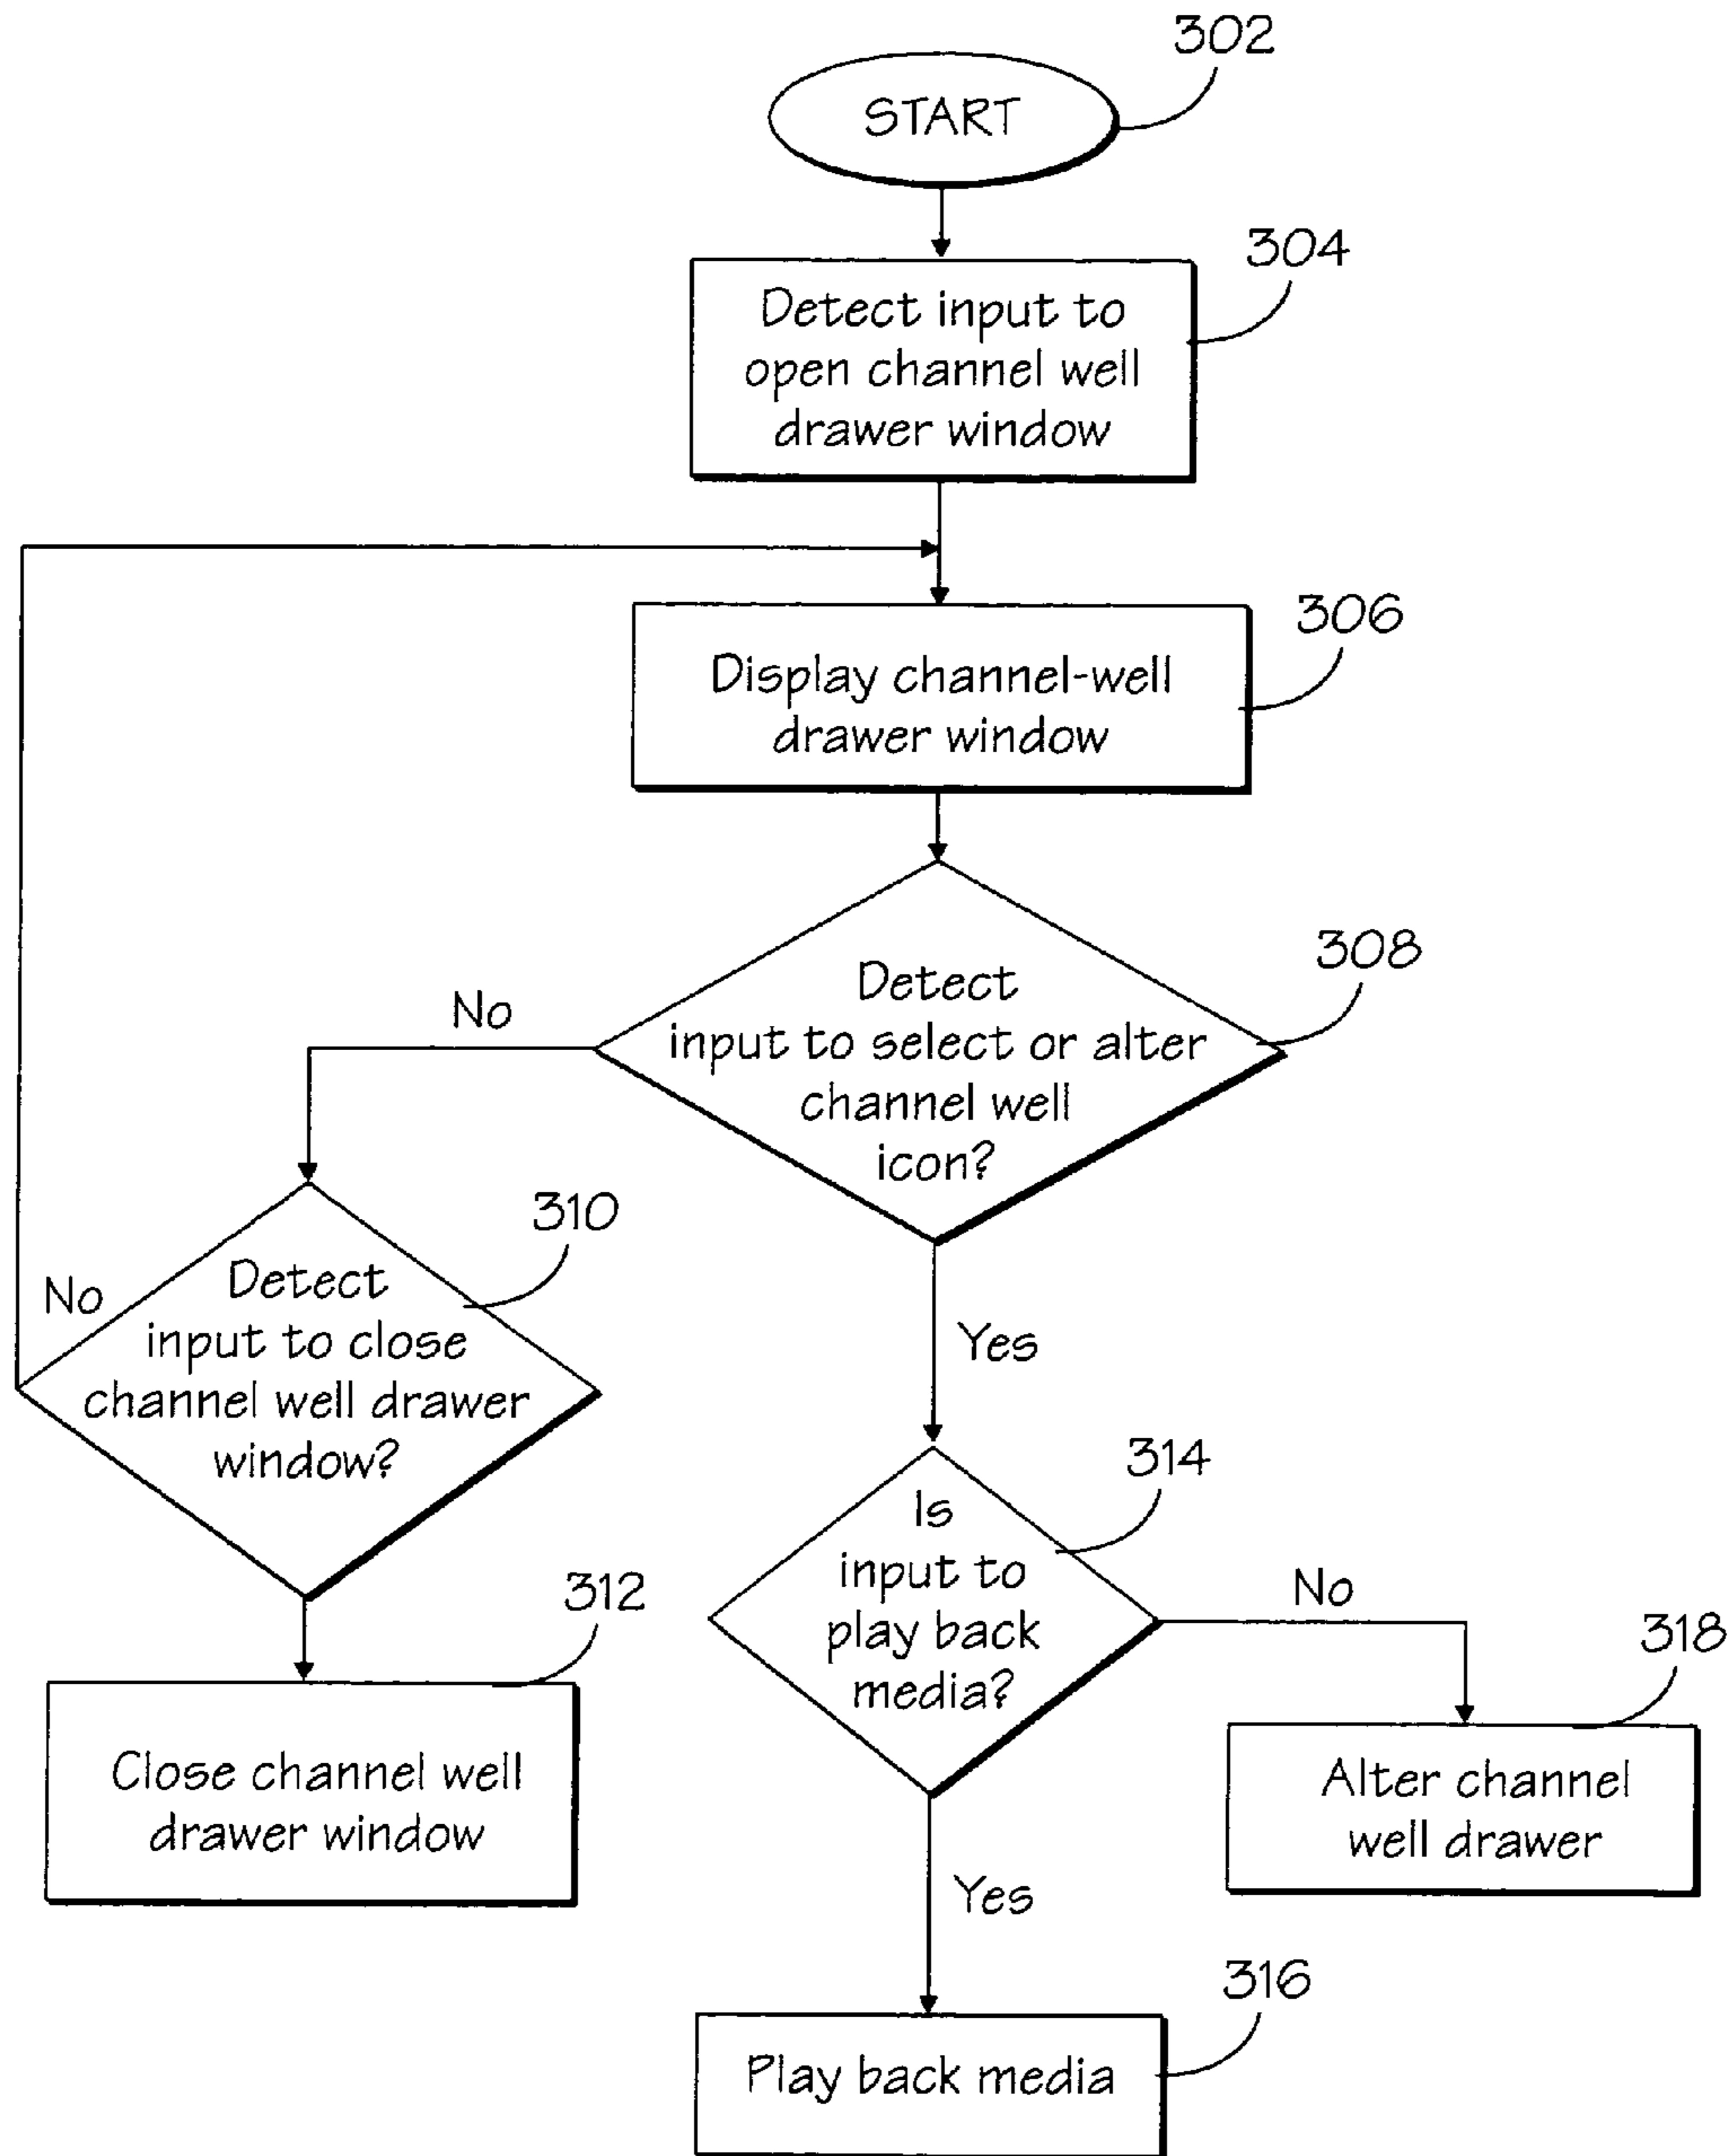 302
START
304
Detect input to
open channel well
drawer window
306
Display channel-well
drawer window
308
Detect
input to select or alter
channel well
icon?
No
310
Detect
input to close
channel well drawer
window?
No
Yes
314
Is
input to
play back
media?
No
312
Close channel well
drawer window
318
Alter channel
well drawer
Yes
316
Play back media